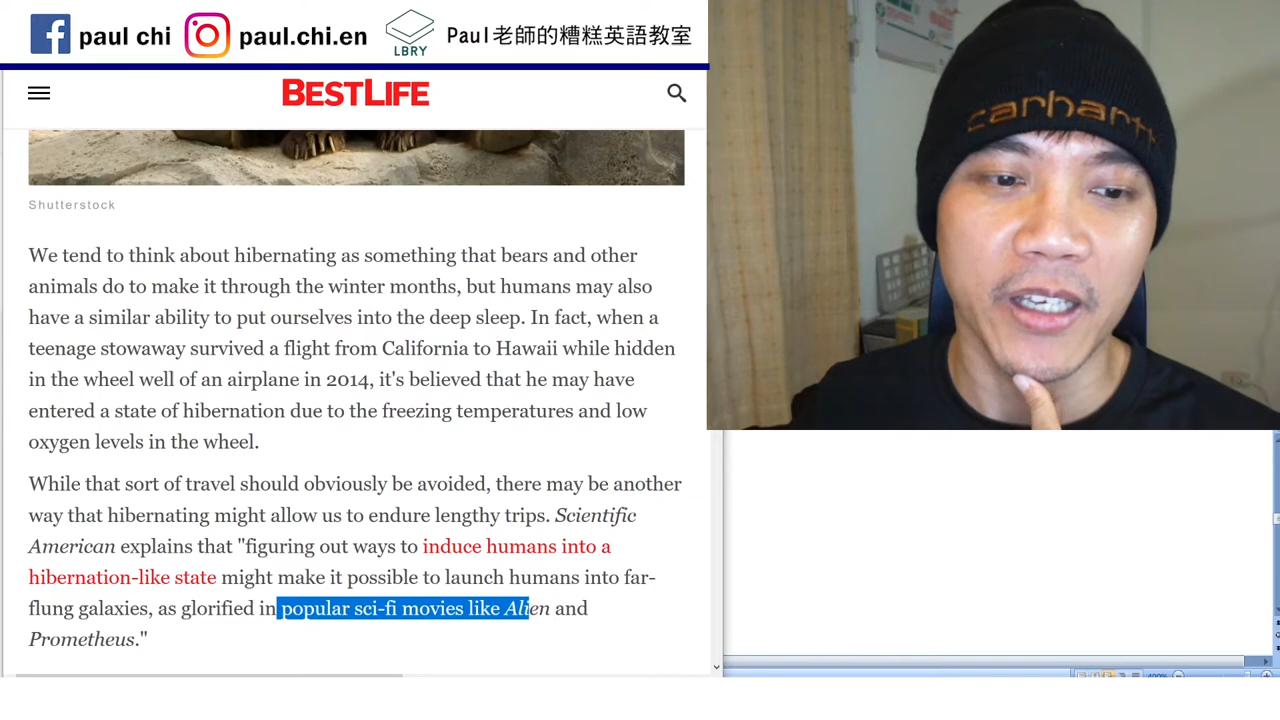 paul chi
paul.chi.en
LBRY
Paul老師的糟糕英語教室
BESTLIFE
Shutterstock
We tend to think about hibernating as something that bears and other
animals do to make it through the winter months, but humans may also
have a similar ability to put ourselves into the deep sleep. In fact, when a
teenage stowaway survived a flight from California to Hawaii while hidden
in the wheel well of an airplane in 2014, it's believed that he may have
entered a state of hibernation due to the freezing temperatures and low
oxygen levels in the wheel.
While that sort of travel should obviously be avoided, there may be another
way that hibernating might allow us to endure lengthy trips. Scientific
American explains that "figuring out ways to induce humans into a
hibernation-like state might make it possible to launch humans into far-
flung galaxies, as glorified in popular sci-fi movies like Alien and
Prometheus."
carhartt
400%